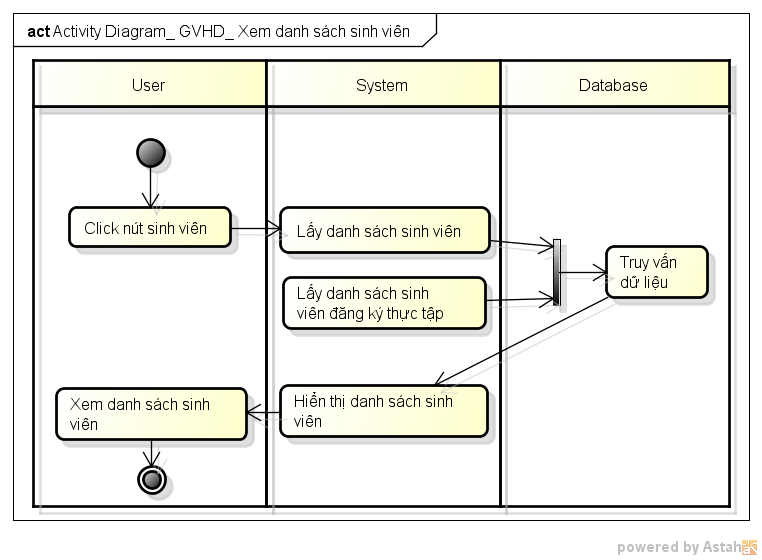 act Activity Diagram_ GVHD_ Xem danh sách sinh viên
User
System
Database
Click nút sinh viên
Lấy danh sách sinh viên
Truy vấn
dữ liệu
Lấy danh sách sinh
viên đăng ký thực tập
Xem danh sách sinh
viên
Hiển thị danh sách sinh
viên
powered by Astah